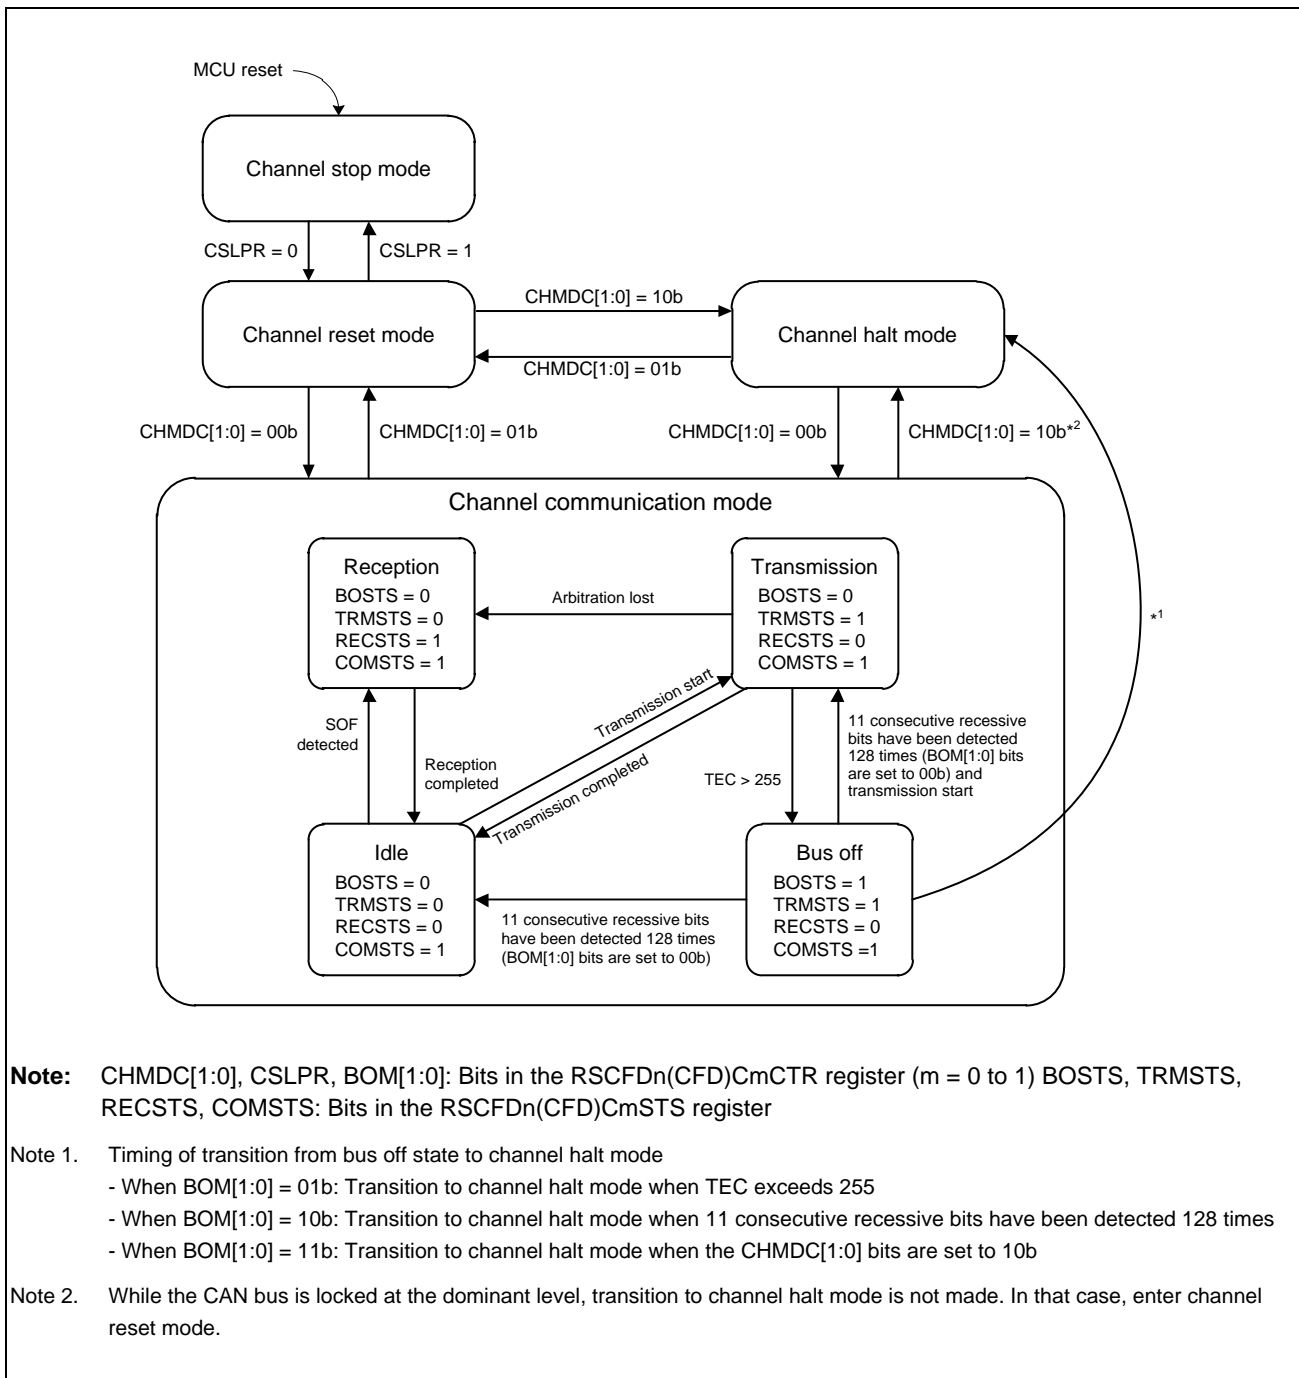 MCU reset
Channel stop mode
CSLPR = 0
CSLPR = 1
Channel reset mode
CHMDC[1:0] = 10b
CHMDC[1:0] = 01b
Channel halt mode
CHMDC[1:0] = 00b
CHMDC[1:0] = 01b
CHMDC[1:0] = 00b
CHMDC[1:0] = 10b*2
Channel communication mode
Reception
BOSTS = 0
TRMSTS = 0
RECSTS = 1
COMSTS = 1
Arbitration lost
Transmission
BOSTS = 0
TRMSTS = 1
RECSTS = 0
COMSTS = 1
*1
SOF
detected
Reception
completed
Transmission start
Transmission completed
TEC > 255
11 consecutive recessive
bits have been detected
128 times (BOM[1:0] bits
are set to 00b) and
transmission start
Idle
BOSTS = 0
TRMSTS = 0
RECSTS = 0
COMSTS = 1
11 consecutive recessive bits
have been detected 128 times
(BOM[1:0] bits are set to 00b)
Bus off
BOSTS = 1
TRMSTS = 1
RECSTS = 0
COMSTS =1
Note: CHMDC[1:0], CSLPR, BOM[1:0]: Bits in the RSCFDn(CFD)CmCTR register (m = 0 to 1) BOSTS, TRMSTS,
RECSTS, COMSTS: Bits in the RSCFDn(CFD)CmSTS register
Note 1. Timing of transition from bus off state to channel halt mode
- When BOM[1:0] = 01b: Transition to channel halt mode when TEC exceeds 255
- When BOM[1:0] = 10b: Transition to channel halt mode when 11 consecutive recessive bits have been detected 128 times
- When BOM[1:0] = 11b: Transition to channel halt mode when the CHMDC[1:0] bits are set to 10b
Note 2. While the CAN bus is locked at the dominant level, transition to channel halt mode is not made. In that case, enter channel
reset mode.